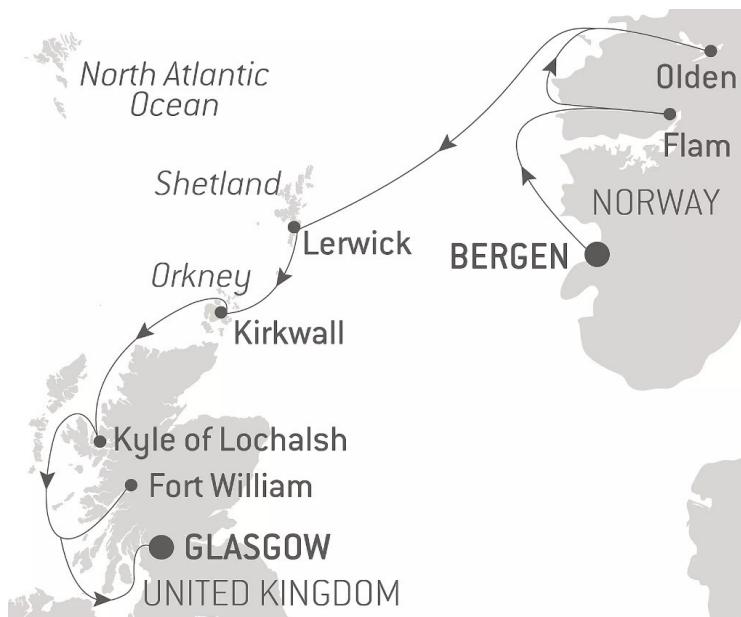 North Atlantic
Ocean
Olden
Flam
Shetland
NORWAY
Lerwick
BERGEN
Orkney
Kirkwall
Kyle of Lochalsh
Fort William
GLASGOW
UNITED KINGDOM